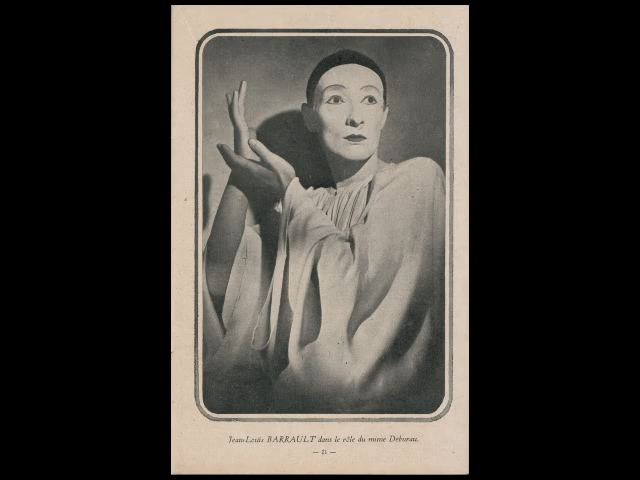 Jean-Louis BARRAULT dans le rôle du mime Deburau.
— 21 —